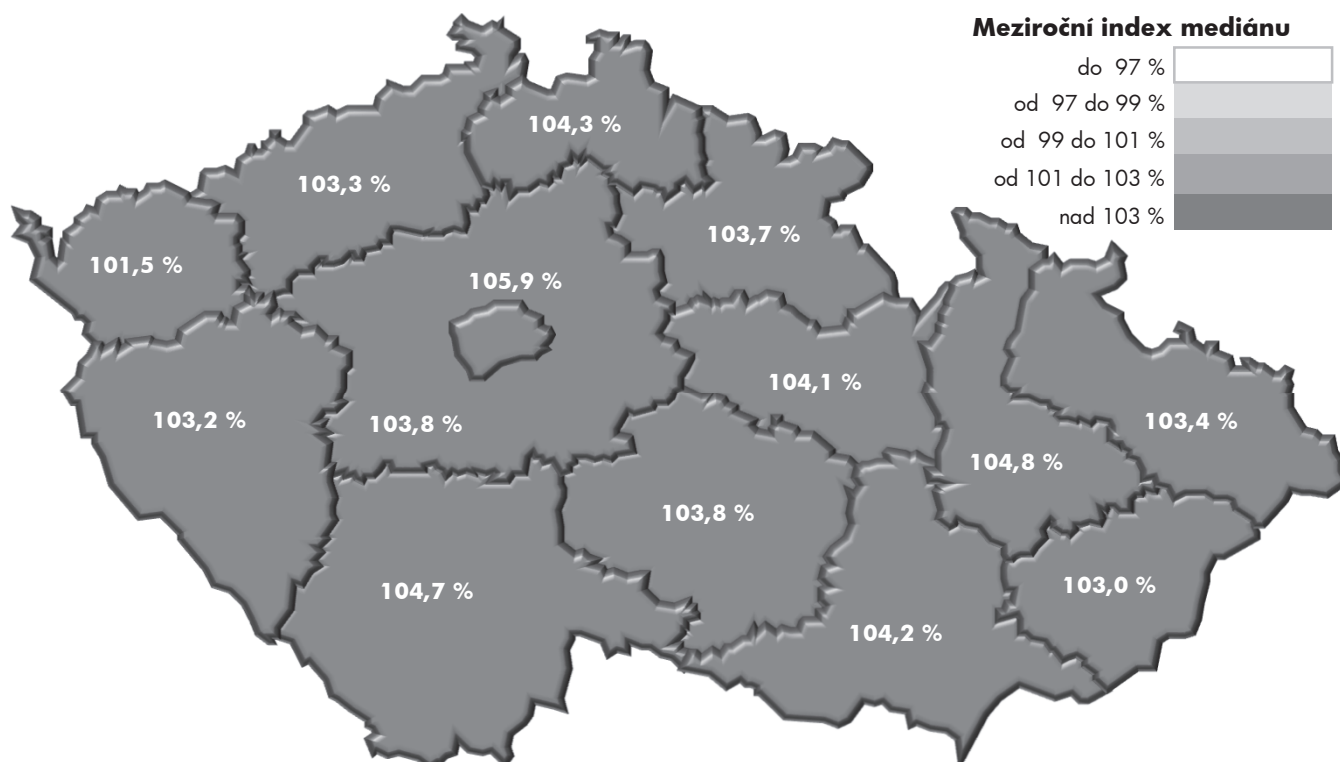 Meziroční index mediánu
do 97 %
od 97 do 99 %
od 99 do 101 %
od 101 do 103 %
nad 103 %
104,3 %
103,3 %
103,7 %
101,5 %
105,9 %
104,1 %
103,2 %
103,8 %
103,4 %
104,8 %
103,8 %
103,0 %
104,7 %
104,2 %